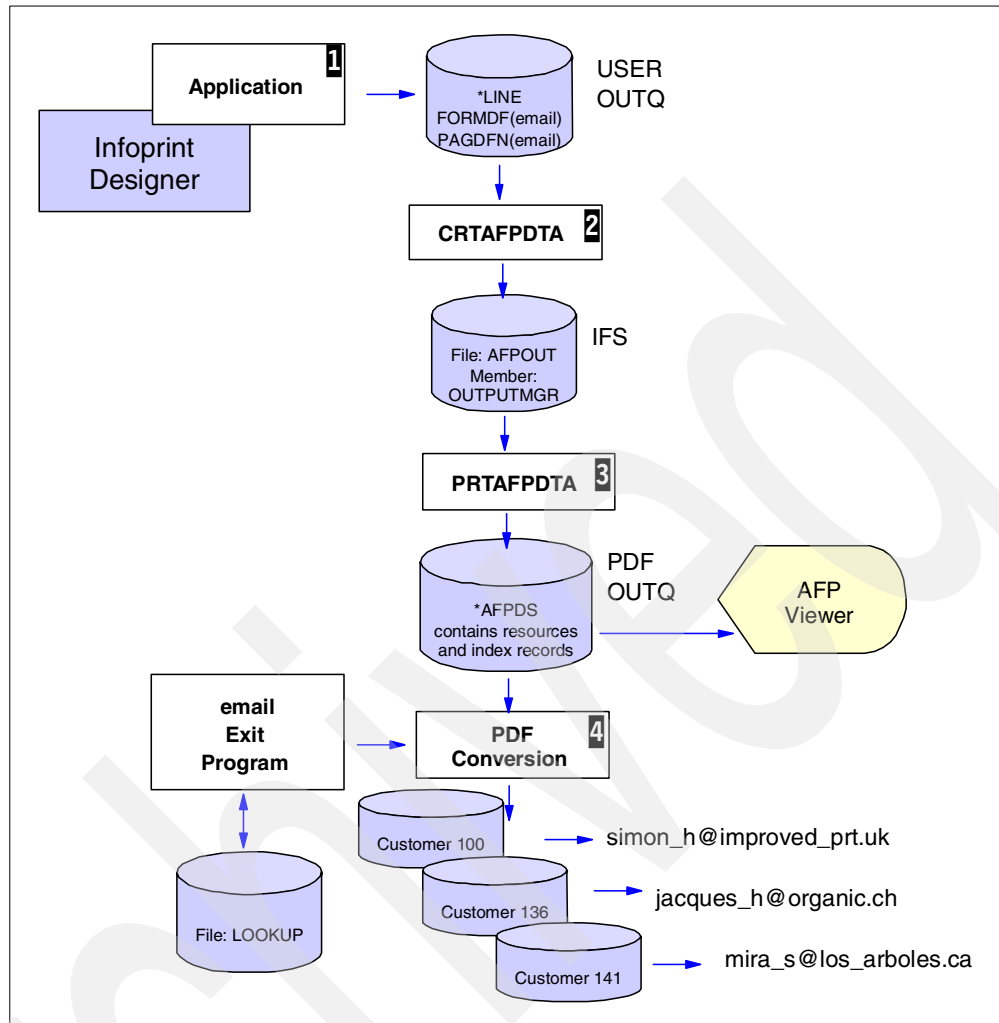 Application
1
Infoprint
Designer
*LINE
FORMDF(email)
PAGDFN(email)
USER
OUTQ
CRTAFPDTA
2
File: AFPOUT
Member:
OUTPUTMGR
IFS
PRTAFPDTA
3
*AFPDS
contains resources
and index records
PDF
OUTQ
AFP
Viewer
email
Exit
Program
PDF
Conversion
4
File: LOOKUP
Customer 100
simon_h@improved_prt.uk
Customer 136
jacques_h@organic.ch
Customer 141
mira_s@los_arboles.ca